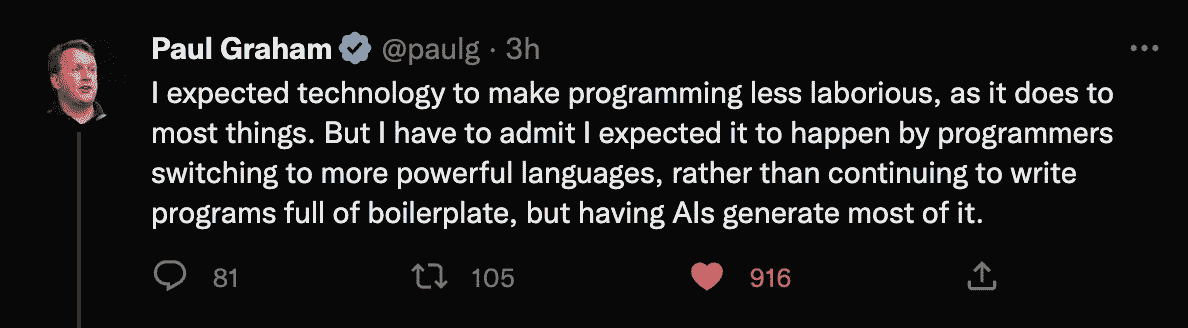 Paul Graham @paulg · 3h
I expected technology to make programming less laborious, as it does to
most things. But I have to admit I expected it to happen by programmers
switching to more powerful languages, rather than continuing to write
programs full of boilerplate, but having AIs generate most of it.
81 105 916